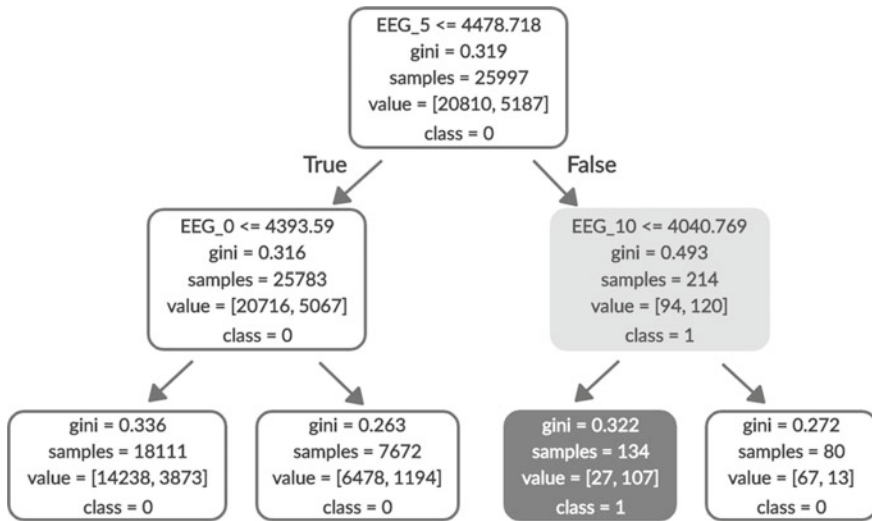 EEG_5 <= 4478.718
gini = 0.319
samples = 25997
value = [20810, 5187]
class = 0
True
False
EEG_0 <= 4393.59
gini = 0.316
samples = 25783
value = [20716, 5067]
class = 0
EEG_10 <= 4040.769
gini = 0.493
samples = 214
value = [94, 120]
class = 1
gini = 0.336
samples = 18111
value = [14238, 3873]
class = 0
gini = 0.263
samples = 7672
value = [6478, 1194]
class = 0
gini = 0.322
samples = 134
value = [27, 107]
class = 1
gini = 0.272
samples = 80
value = [67, 13]
class = 0